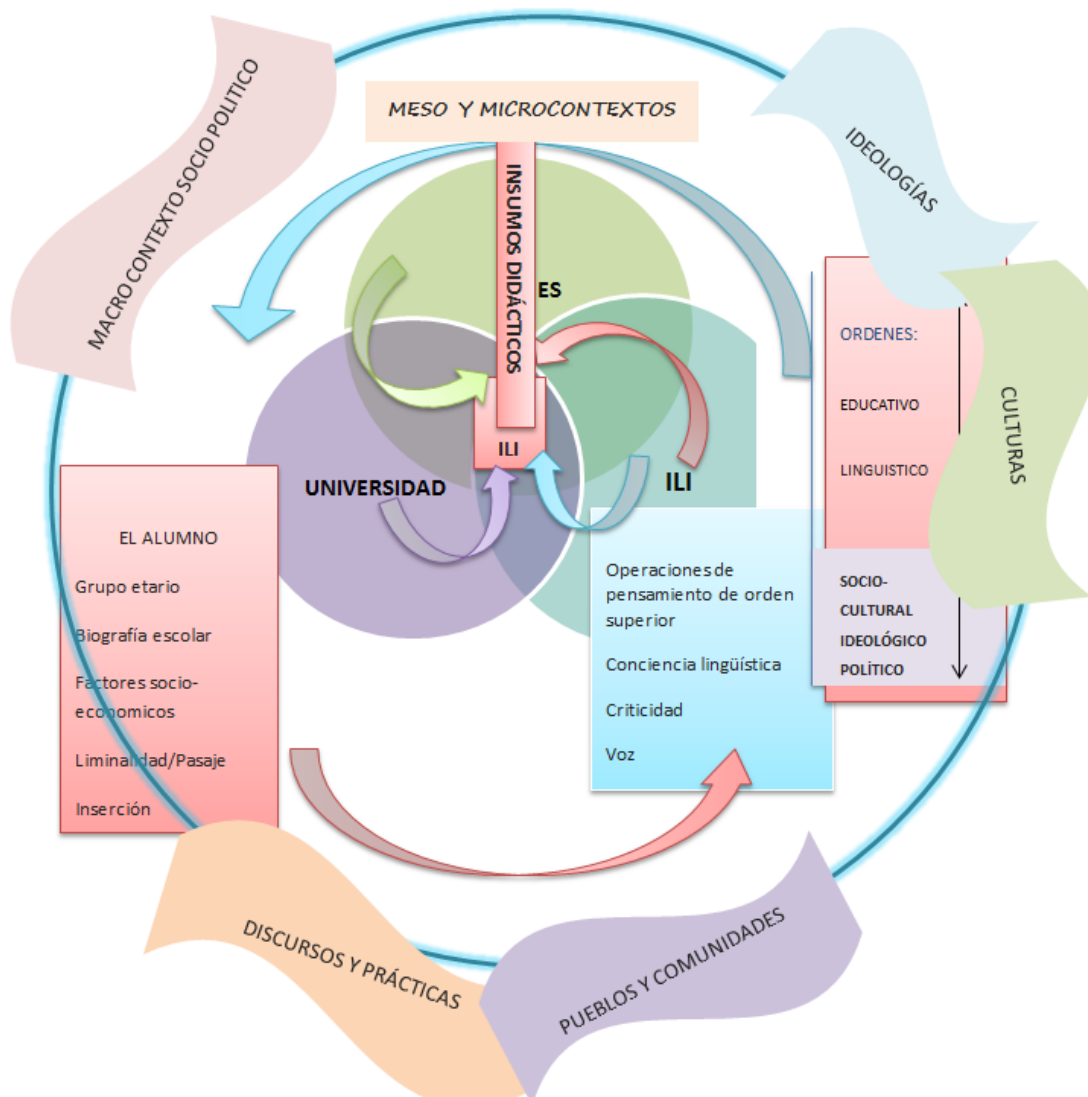 MACRO CONTEXTO SOCIO POLITICO
MESO Y MICROCONTEXTOS
IDEOLOGÍAS
CULTURAS
INSUMOS DIDÁCTICOS
ES
ILI
UNIVERSIDAD
ILI
ORDENES:
EDUCATIVO
LINGUISTICO
SOCIO-
CULTURAL
IDEOLÓGICO
POLÍTICO
EL ALUMNO
Grupo etario
Biografía escolar
Factores socio-
economicos
Liminalidad/Pasaje
Inserción
Operaciones de
pensamiento de orden
superior
Conciencia lingüística
Criticidad
Voz
DISCURSOS Y PRÁCTICAS
PUEBLOS Y COMUNIDADES